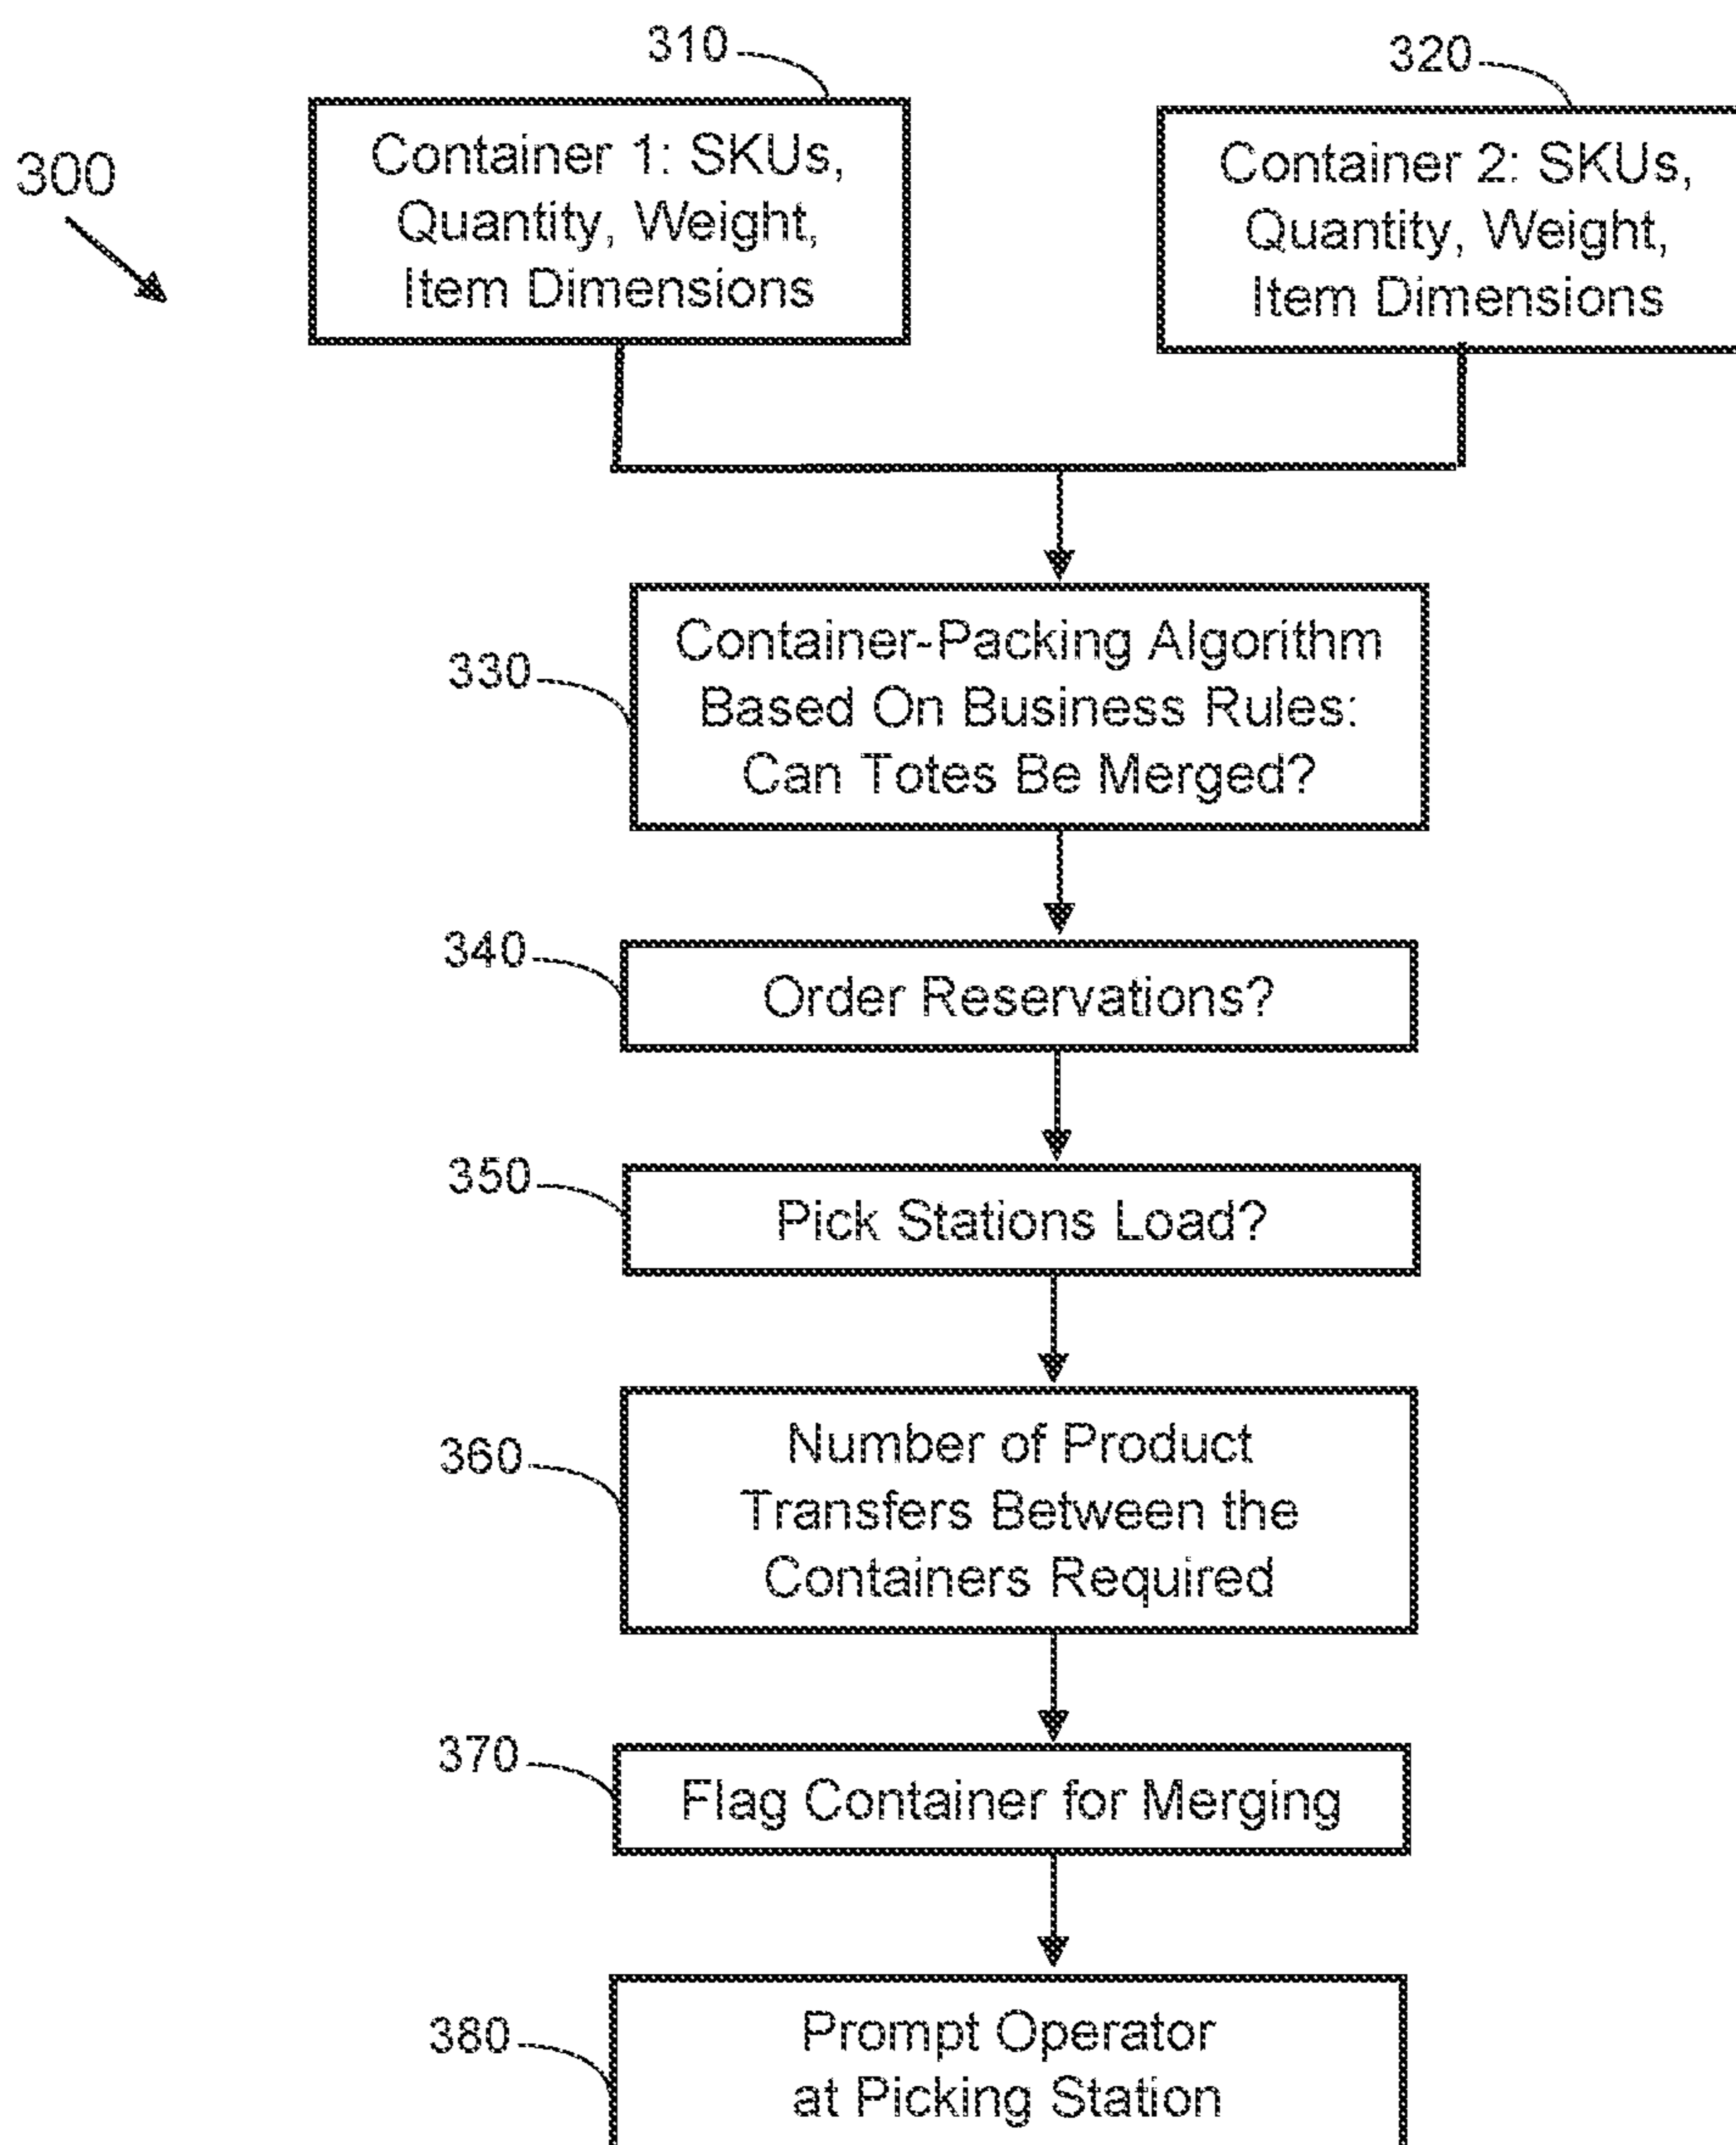 310
320
300
Container 1: SKUs,
Quantity, Weight,
Item Dimensions
Container 2: SKUs,
Quantity, Weight,
Item Dimensions
330
Container-Packing Algorithm
Based On Business Rules:
Can Totes Be Merged?
340
Order Reservations?
350
Pick Stations Load?
360
Number of Product
Transfers Between the
Containers Required
370
Flag Container for Merging
380
Prompt Operator
at Picking Station